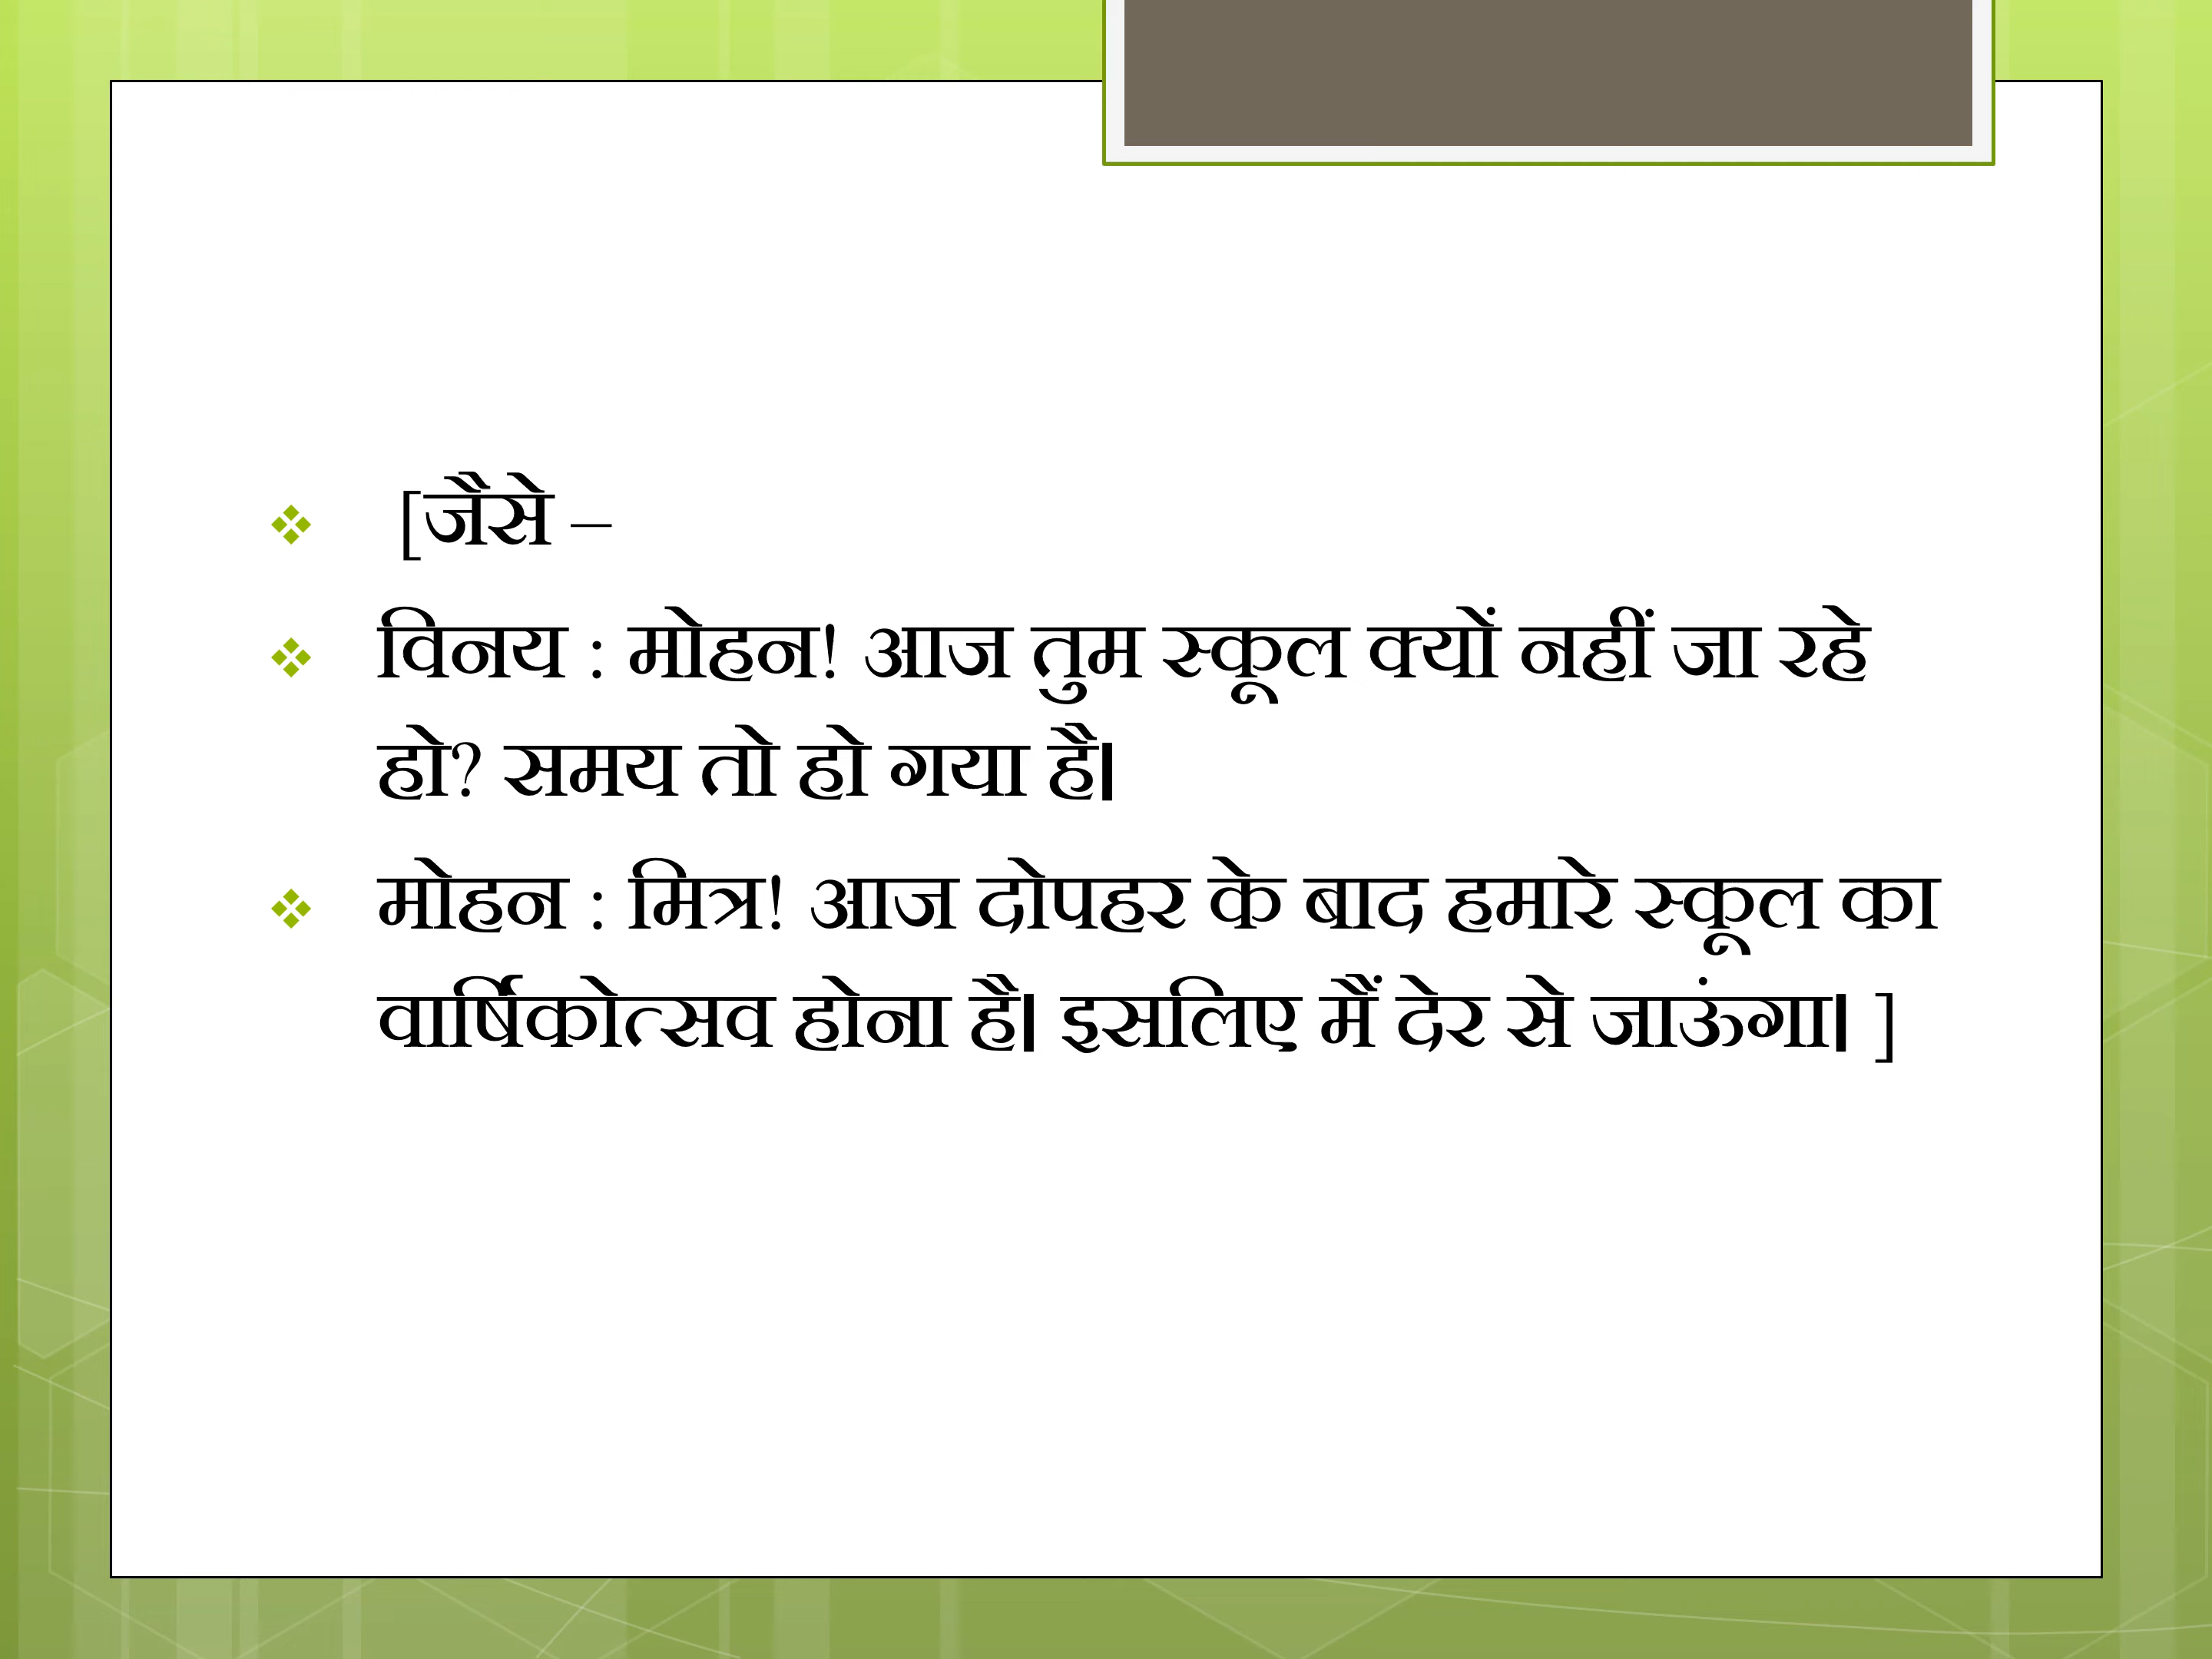 [जैसे –
विनय : मोहन! आज तुम स्कूल क्यों नहीं जा रहे
हो? समय तो हो गया है।
मोहन : मित्र! आज दोपहर के बाद हमारे स्कूल का
वार्षिकोत्सव होना है। इसलिए मैं देर से जाऊंगा। ]